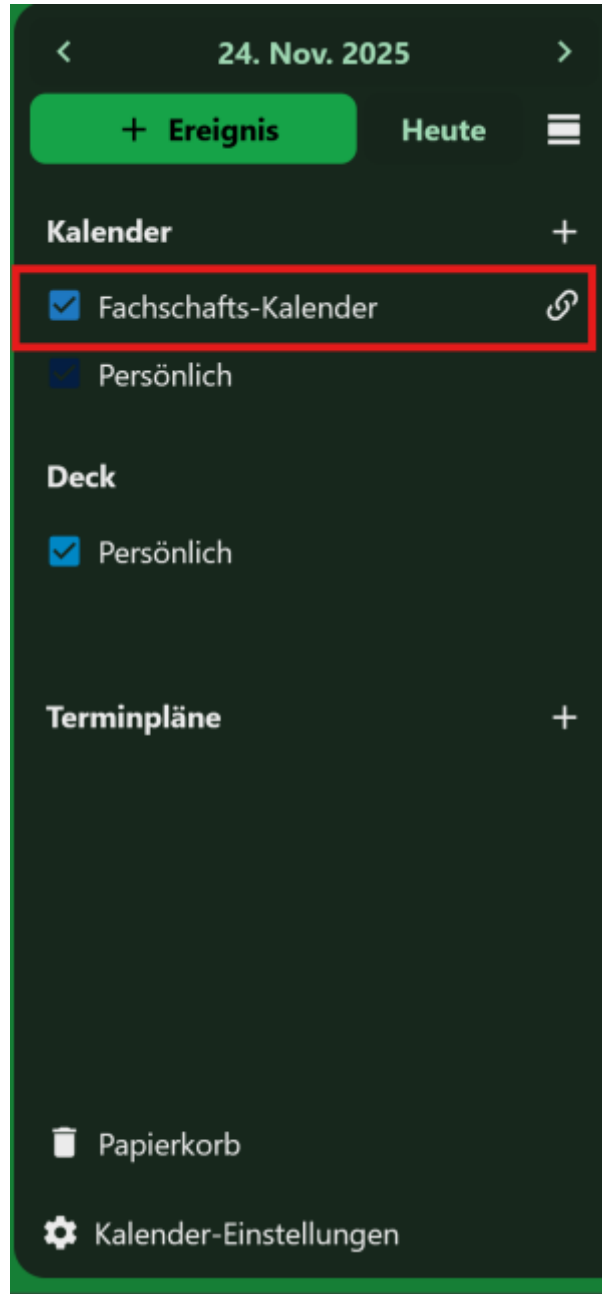 24. Nov. 2025
+ Ereignis Heute
Kalender
Fachschafts-Kalender
Persönlich
Deck
Persönlich
Terminpläne
Papierkorb
Kalender-Einstellungen